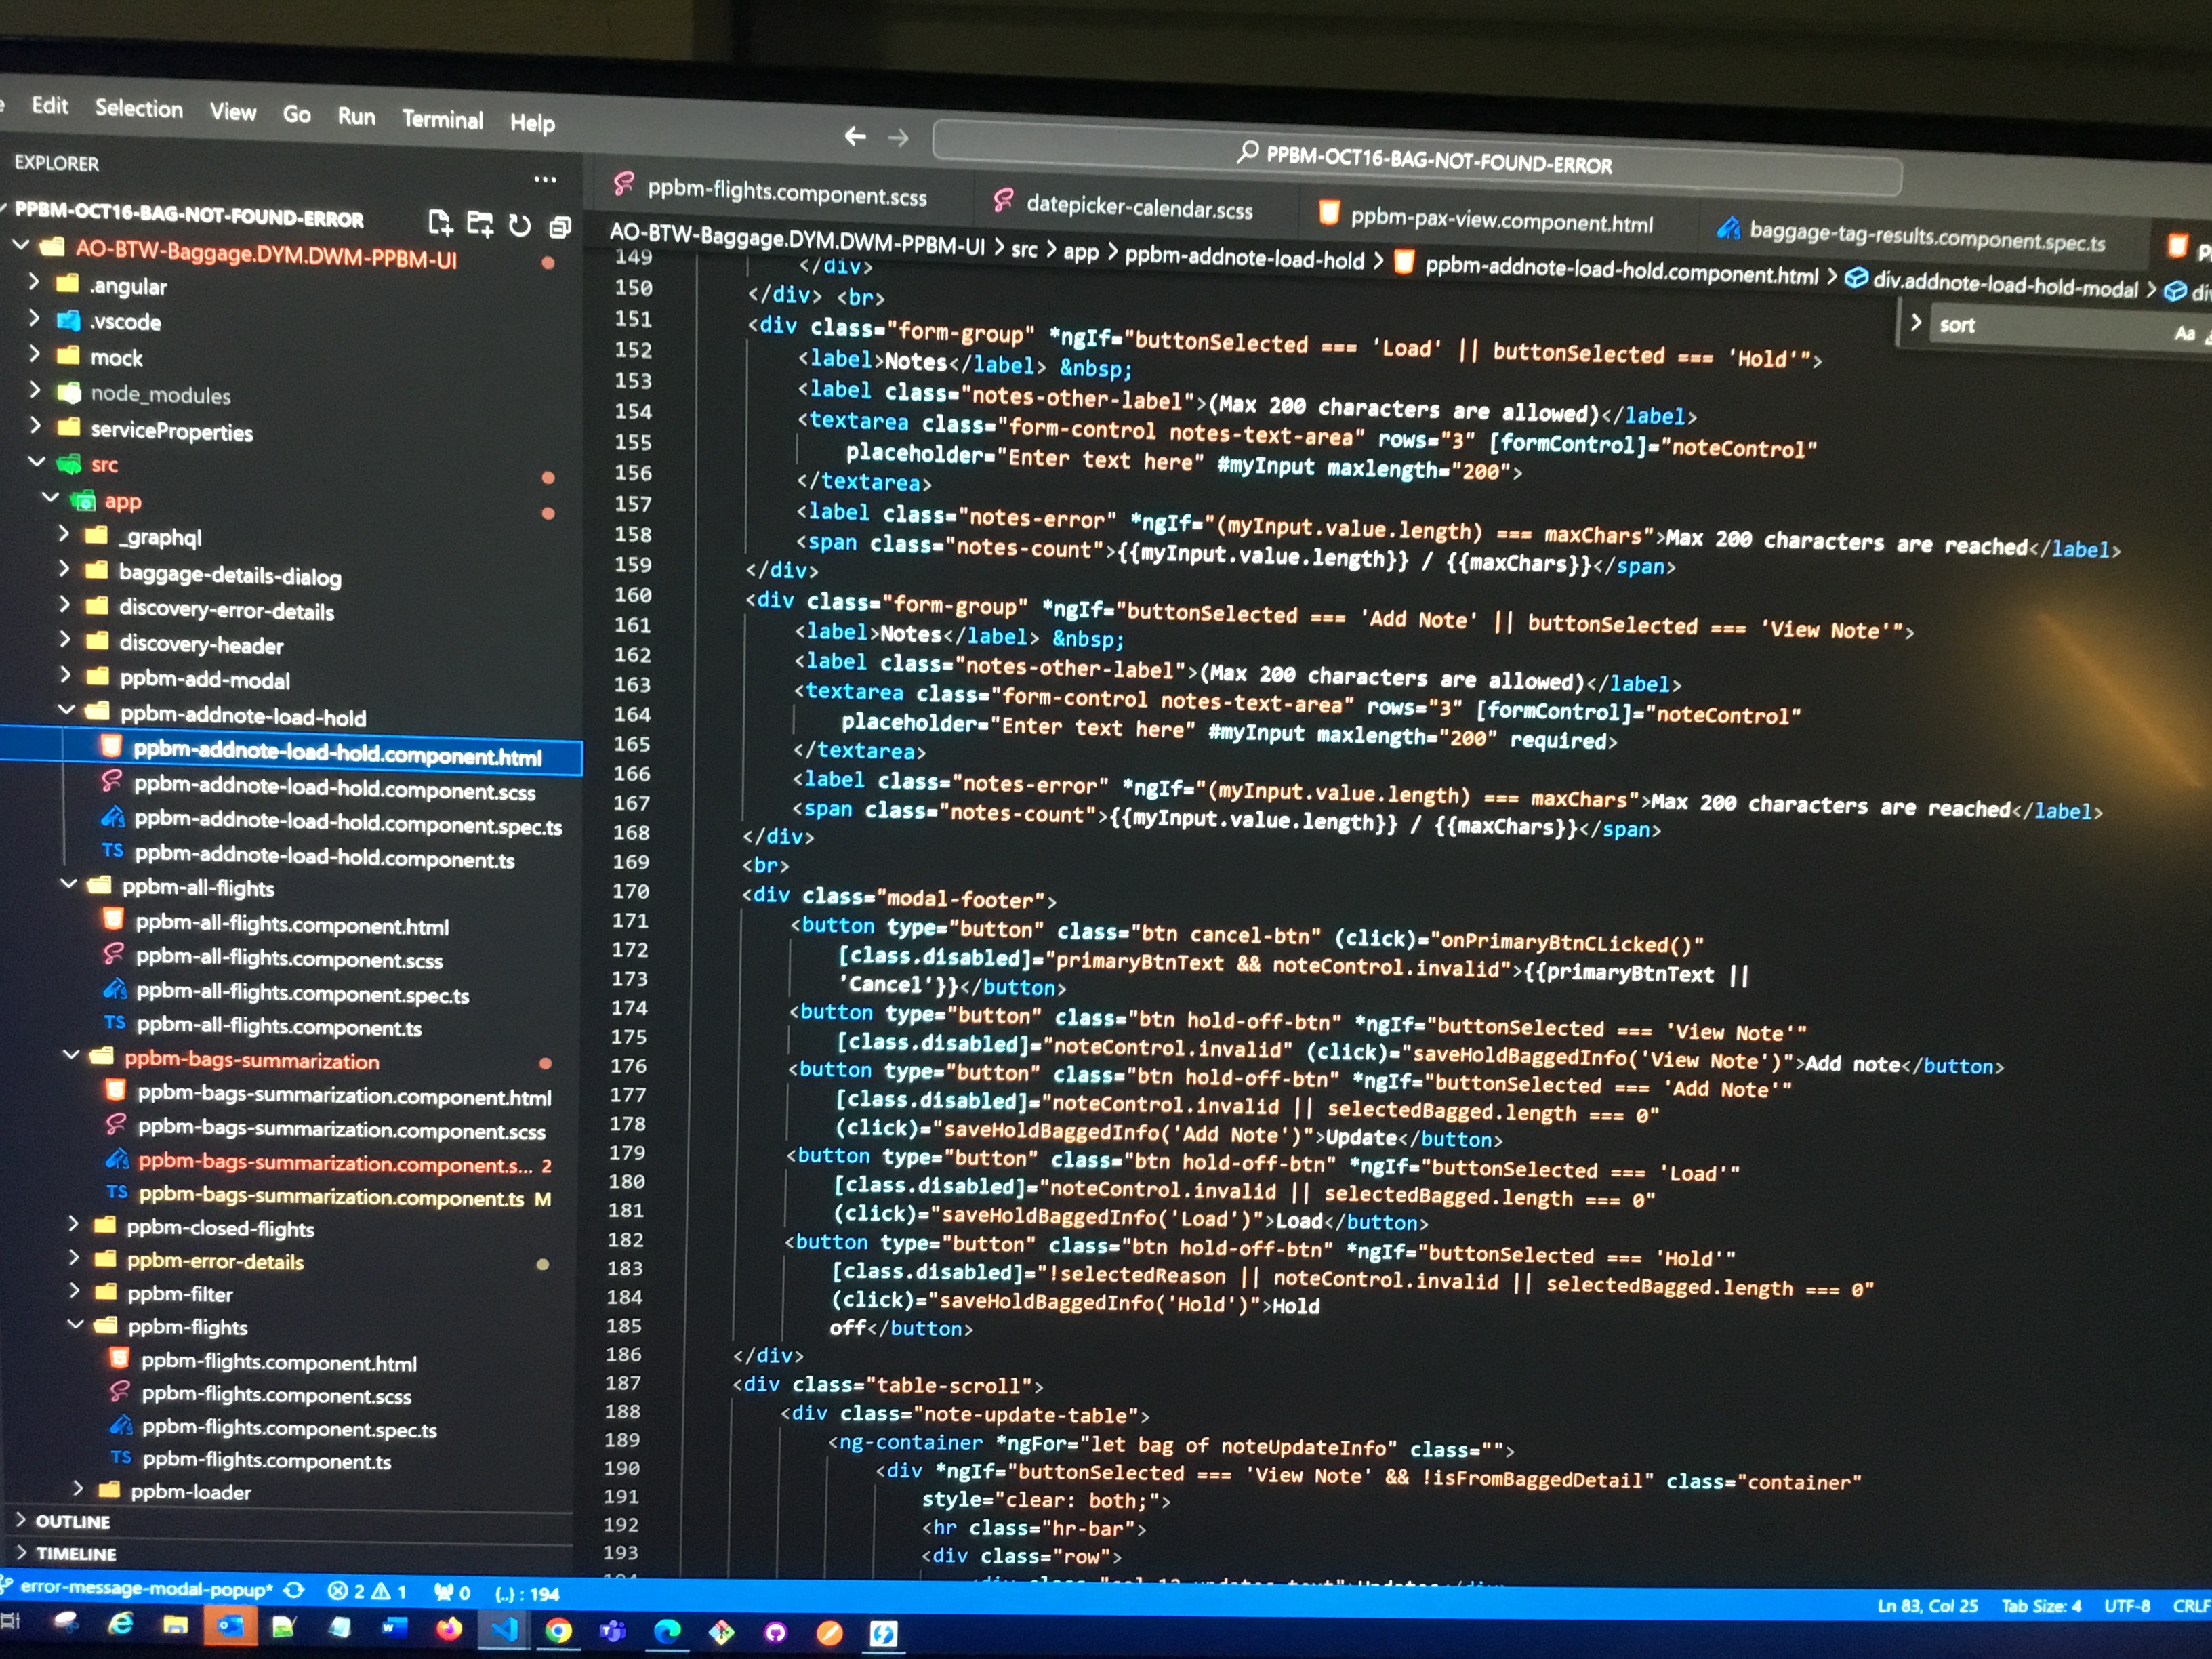 Edit Selection View Go Run Terminal Help
PPBM-OCT16-BAG-NOT-FOUND-ERROR
EXPLORER
...
PPBM-OCT16-BAG-NOT-FOUND-ERROR
AO-BTW-Baggage.DYM.DWM-PPBM-UI
.angular
.vscode
mock
node_modules
serviceProperties
src
app
_graphql
baggage-details-dialog
discovery-error-details
discovery-header
ppbm-add-modal
ppbm-addnote-load-hold
ppbm-addnote-load-hold.component.html
ppbm-addnote-load-hold.component.scss
ppbm-addnote-load-hold.component.spec.ts
TS ppbm-addnote-load-hold.component.ts
ppbm-all-flights
ppbm-all-flights.component.html
ppbm-all-flights.component.scss
ppbm-all-flights.component.spec.ts
TS ppbm-all-flights.component.ts
ppbm-bags-summarization
ppbm-bags-summarization.component.html
ppbm-bags-summarization.component.scss
ppbm-bags-summarization.component.s... 2
TS ppbm-bags-summarization.component.ts M
ppbm-closed-flights
ppbm-error-details
ppbm-filter
ppbm-flights
ppbm-flights.component.html
ppbm-flights.component.scss
ppbm-flights.component.spec.ts
TS ppbm-flights.component.ts
ppbm-loader
OUTLINE
TIMELINE
ppbm-flights.component.scss datepicker-calendar.scss ppbm-pax-view.component.html baggage-tag-results.component.spec.ts
AO-BTW-Baggage.DYM.DWM-PPBM-UI > src > app > ppbm-addnote-load-hold > ppbm-addnote-load-hold.component.html > div.addnote-load-hold-modal >
sort Aa
149 </div>
150 </div> <br>
151 <div class="form-group" *ngIf="buttonSelected === 'Load' || buttonSelected === 'Hold'">
152 <label>Notes</label> &nbsp;
153 <label class="notes-other-label">(Max 200 characters are allowed)</label>
154 <textarea class="form-control notes-text-area" rows="3" [formControl]="noteControl"
155 placeholder="Enter text here" #myInput maxlength="200">
156 </textarea>
157 <label class="notes-error" *ngIf="(myInput.value.length) === maxChars">Max 200 characters are reached</label>
158 <span class="notes-count">{{myInput.value.length}} / {{maxChars}}</span>
159 </div>
160 <div class="form-group" *ngIf="buttonSelected === 'Add Note' || buttonSelected === 'View Note'">
161 <label>Notes</label> &nbsp;
162 <label class="notes-other-label">(Max 200 characters are allowed)</label>
163 <textarea class="form-control notes-text-area" rows="3" [formControl]="noteControl"
164 placeholder="Enter text here" #myInput maxlength="200" required>
165 </textarea>
166 <label class="notes-error" *ngIf="(myInput.value.length) === maxChars">Max 200 characters are reached</label>
167 <span class="notes-count">{{myInput.value.length}} / {{maxChars}}</span>
168 </div>
169 <br>
170 <div class="modal-footer">
171 <button type="button" class="btn cancel-btn" (click)="onPrimaryBtnCLicked()"
172 [class.disabled]="primaryBtnText && noteControl.invalid">{{primaryBtnText ||
173 'Cancel'}}</button>
174 <button type="button" class="btn hold-off-btn" *ngIf="buttonSelected === 'View Note'"
175 [class.disabled]="noteControl.invalid" (click)="saveHoldBaggedInfo('View Note')">Add note</button>
176 <button type="button" class="btn hold-off-btn" *ngIf="buttonSelected === 'Add Note'"
177 [class.disabled]="noteControl.invalid || selectedBagged.length === 0"
178 (click)="saveHoldBaggedInfo('Add Note')">Update</button>
179 <button type="button" class="btn hold-off-btn" *ngIf="buttonSelected === 'Load'"
180 [class.disabled]="noteControl.invalid || selectedBagged.length === 0"
181 (click)="saveHoldBaggedInfo('Load')">Load</button>
182 <button type="button" class="btn hold-off-btn" *ngIf="buttonSelected === 'Hold'"
183 [class.disabled]="!selectedReason || noteControl.invalid || selectedBagged.length === 0"
184 (click)="saveHoldBaggedInfo('Hold')">Hold
185 off</button>
186 </div>
187 <div class="table-scroll">
188 <div class="note-update-table">
189 <ng-container *ngFor="let bag of noteUpdateInfo" class="">
190 <div *ngIf="buttonSelected === 'View Note' && !isFromBaggedDetail" class="container"
191 style="clear: both;">
192 <hr class="hr-bar">
193 <div class="row">
error-message-modal-popup* 2 1 0 {..} : 194
Ln 83, Col 25 Tab Size: 4 UTF-8 CRLF